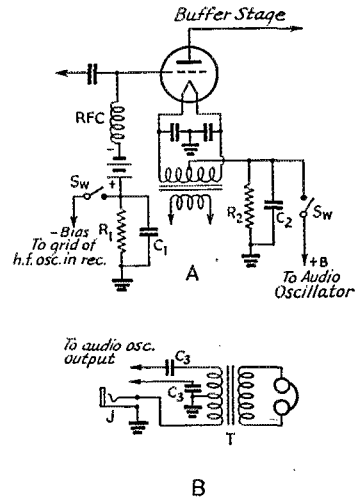 Buffer Stage
RFC
-
+
Sw
-Bias
To grid of
h.f. osc. in rec.
R1
C1
A
R2
C2
Sw
+B
To Audio
Oscillator
To audio osc.
output
C3
C3
J
T
B